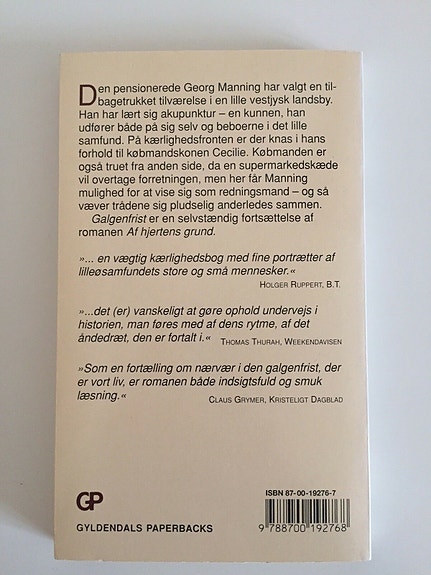 Den pensionerede Georg Manning har valgt en til-
bagetrukket tilværelse i en lille vestjysk landsby.
Han har lært sig akupunktur – en kunnen, han
udfører både på sig selv og beboerne i det lille
samfund. På kærlighedsfronten er der knas i hans
forhold til købmandskonen Cecilie. Købmanden er
også truet fra anden side, da en supermarkedskæde
vil overtage forretningen, men her får Manning
mulighed for at vise sig som redningsmand – og så
væver trådene sig pludselig anderledes sammen.
Galgenfrist er en selvstændig fortsættelse af
romanen Af hjertens grund.
»... en vægtig kærlighedsbog med fine portrætter af
lilleøsamfundets store og små mennesker.«
HOLGER RUPPERT, B.T.
»...det (er) vanskeligt at gøre ophold undervejs i
historien, man føres med af dens rytme, af det
åndedræt, den er fortalt i.« THOMAS THURAH, WEEKENDAVISEN
»Som en fortælling om nærvær i den galgenfrist, der
er vort liv, er romanen både indsigtsfuld og smuk
læsning.« CLAUS GRYMER, KRISTELIGT DAGBLAD
GP
GYLDENDALS PAPERBACKS
ISBN 87-00-19276-7
9 788700 192768